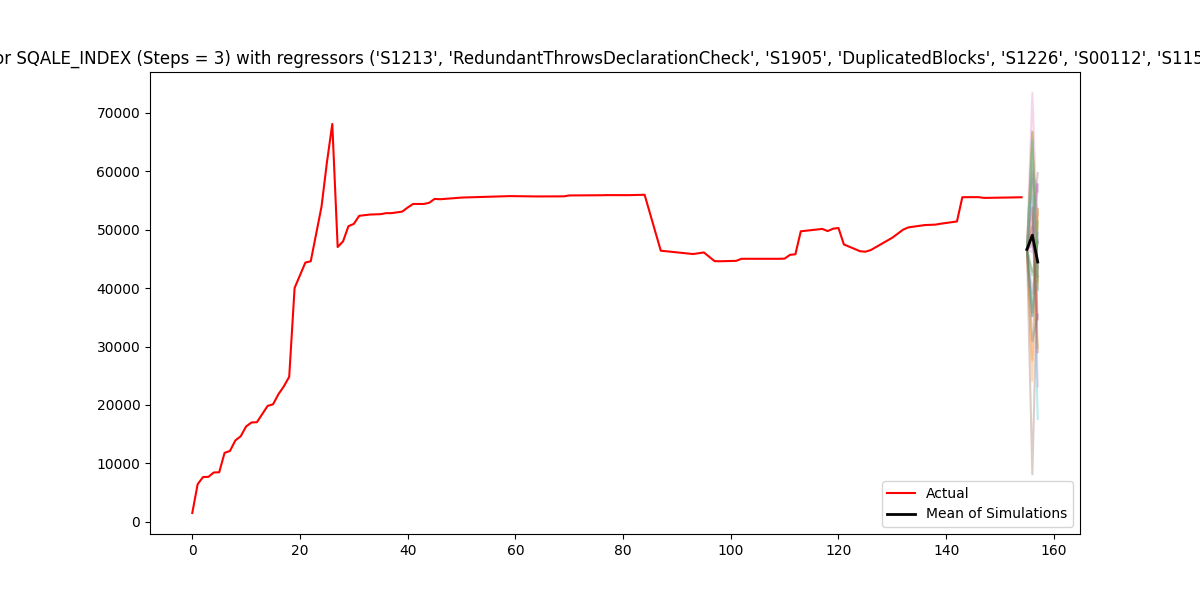 or SQALE_INDEX (Steps = 3) with regressors ('S1213', 'RedundantThrowsDeclarationCheck', 'S1905', 'DuplicatedBlocks', 'S1226', 'S00112', 'S115
70000
60000
50000
40000
30000
20000
10000
0
Actual
Mean of Simulations
0 20 40 60 80 100 120 140 160